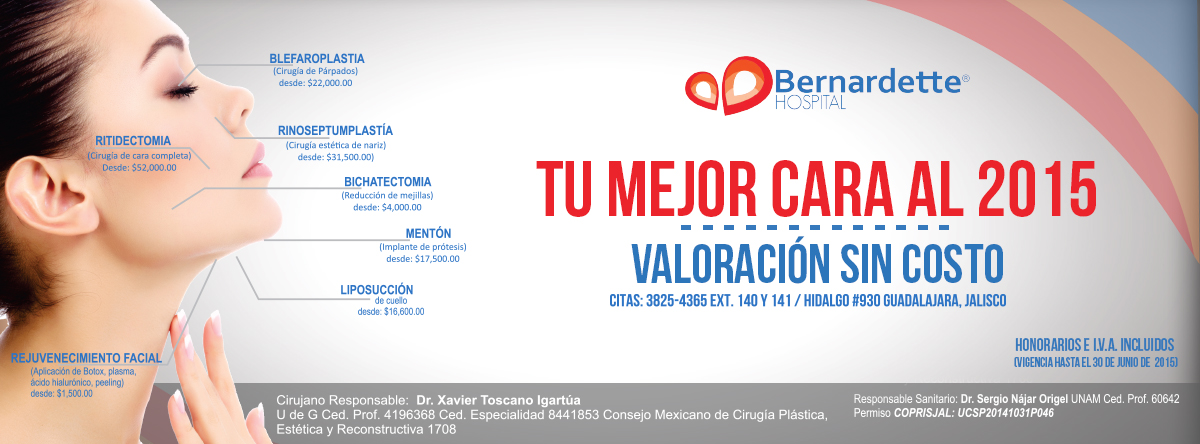 BLEFAROPLASTIA
(Cirugía de Párpados)
desde: $22,000.00
RINOSEPTUMPLASTÍA
(Cirugía estética de nariz)
desde: $31,500.00)
RITIDECTOMIA
(Cirugía de cara completa)
Desde: $52,000.00
BICHATECTOMIA
(Reducción de mejillas)
desde: $4,000.00
MENTÓN
(Implante de prótesis)
desde: $17,500.00
LIPOSUCCIÓN
de cuello
desde: $16,600.00
REJUVENECIMIENTO FACIAL
(Aplicación de Botox, plasma,
ácido hialurónico, peeling)
desde: $1,500.00
Bernardette®
HOSPITAL
TU MEJOR CARA AL 2015
VALORACIÓN SIN COSTO
CITAS: 3825-4365 EXT. 140 Y 141 / HIDALGO #930 GUADALAJARA, JALISCO
HONORARIOS E I.V.A. INCLUIDOS
(VIGENCIA HASTA EL 30 DE JUNIO DE 2015)
Cirujano Responsable: Dr. Xavier Toscano Igartúa
U de G Ced. Prof. 4196368 Ced. Especialidad 8441853 Consejo Mexicano de Cirugía Plástica,
Estética y Reconstructiva 1708
Responsable Sanitario: Dr. Sergio Nájar Origel UNAM Ced. Prof. 60642
Permiso COPRISJAL: UCSP20141031P046